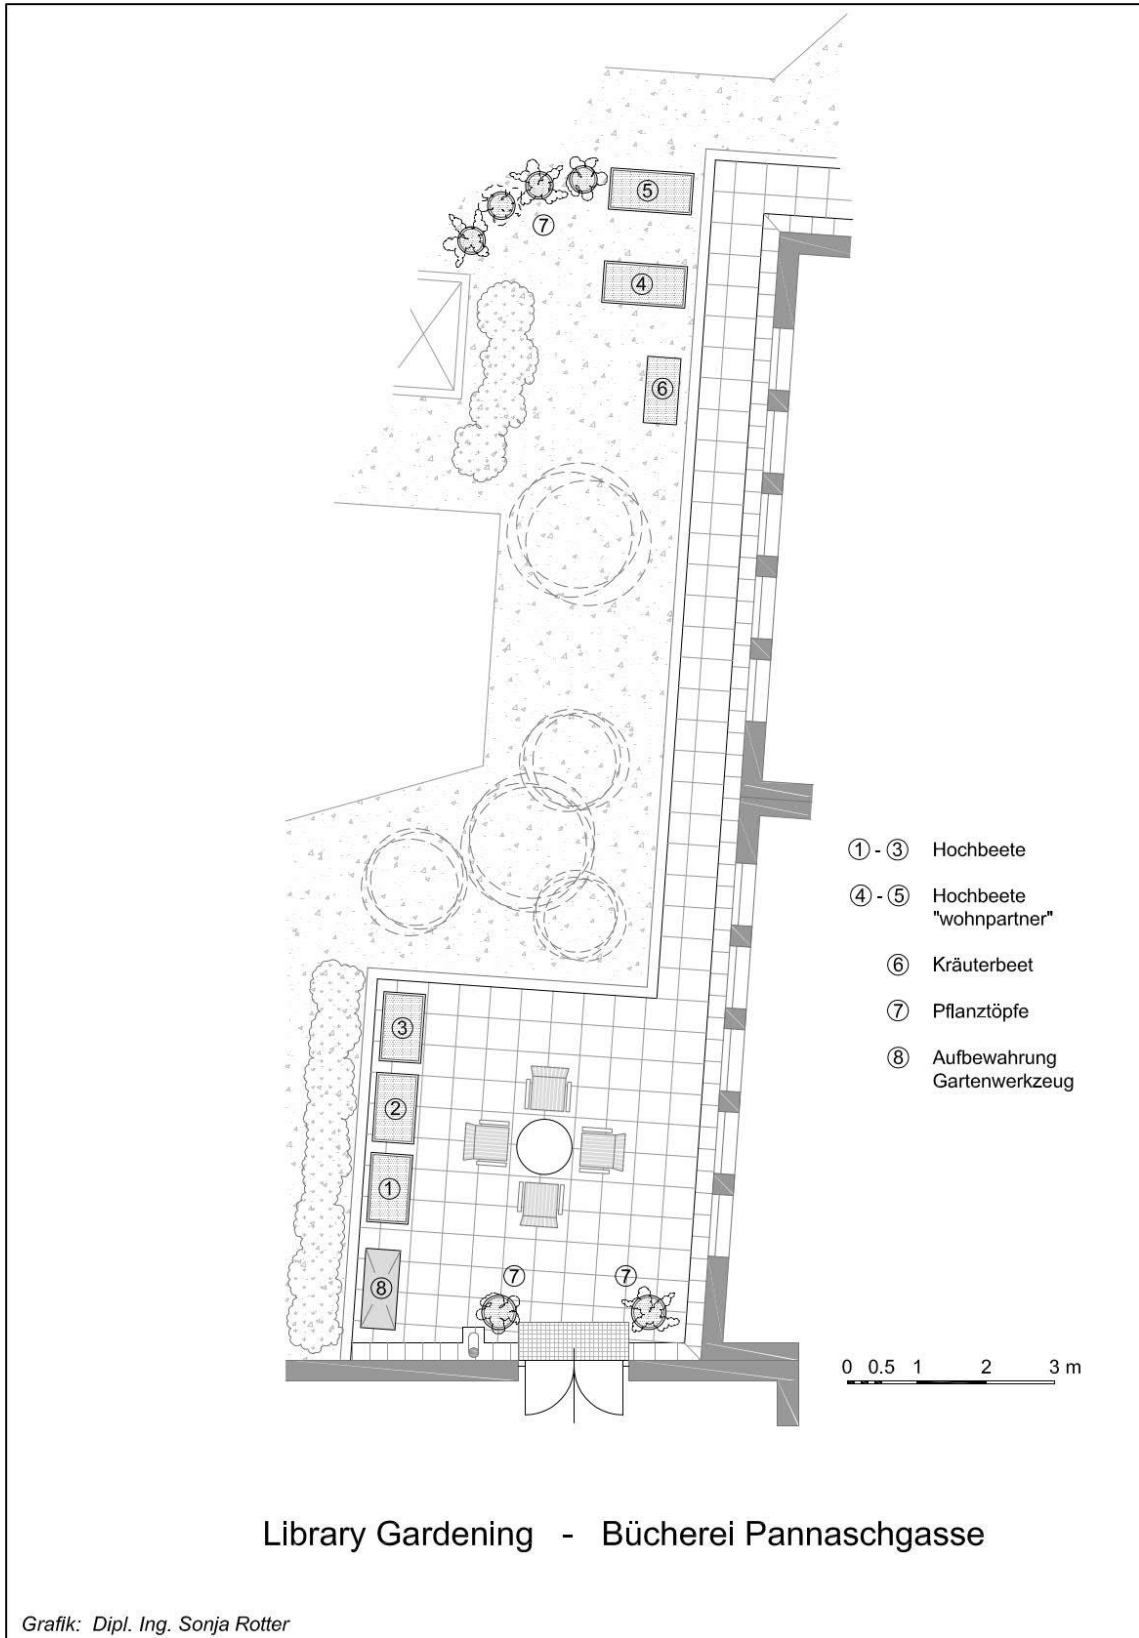 ⑤
⑦
④
⑥
① - ③ Hochbeete
④ - ⑤ Hochbeete
"wohnpartner"
⑥ Kräuterbeet
⑦ Pflanztöpfe
⑧ Aufbewahrung
Gartenwerkzeug
③
②
①
⑧
⑦ ⑦
0 0.5 1 2 3 m
Library Gardening - Bücherei Pannaschgasse
Grafik: Dipl. Ing. Sonja Rotter